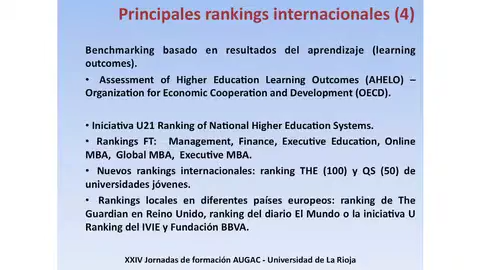 Principales rankings internacionales (4)
Benchmarking basado en resultados del aprendizaje (learning
outcomes).
• Assessment of Higher Education Learning Outcomes (AHELO) –
Organization for Economic Cooperation and Development (OECD).
• Iniciativa U21 Ranking of National Higher Education Systems.
• Rankings FT: Management, Finance, Executive Education, Online
MBA, Global MBA, Executive MBA.
• Nuevos rankings internacionales: ranking THE (100) y QS (50) de
universidades jóvenes.
• Rankings locales en diferentes países europeos: ranking de The
Guardian en Reino Unido, ranking del diario El Mundo o la iniciativa U
Ranking del IVIE y Fundación BBVA.
XXIV Jornadas de formación AUGAC - Universidad de La Rioja